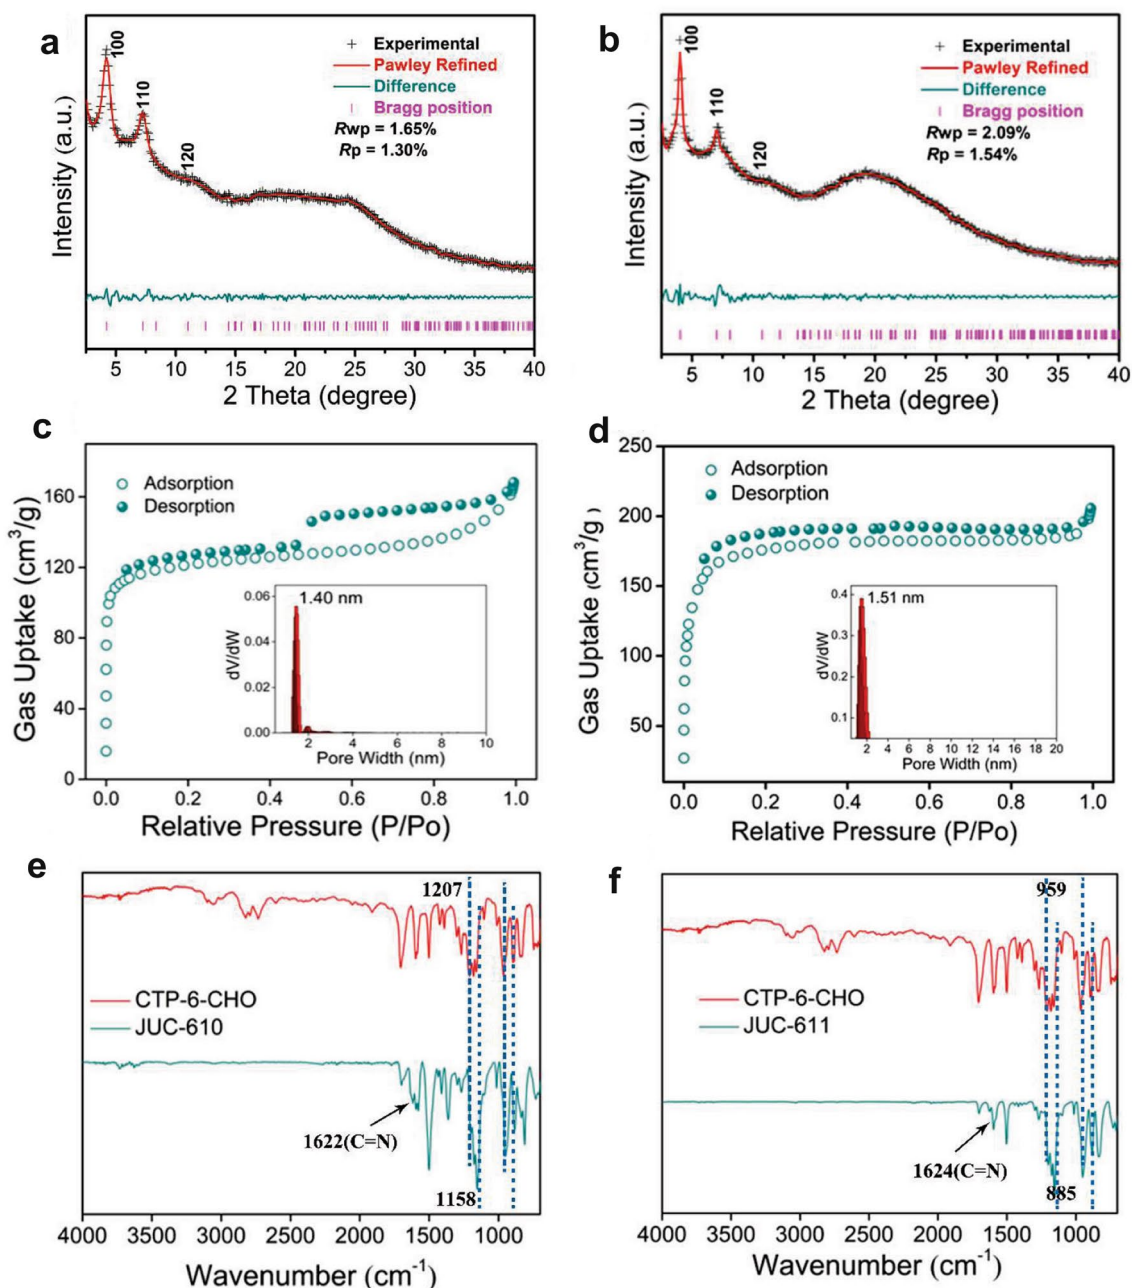 a
100
110
120
Experimental
Pawley Refined
Difference
Bragg position
Rwp = 1.65%
Rp = 1.30%
Intensity (a.u.)
5 10 15 20 25 30 35 40
2 Theta (degree)
b
100
110
120
Experimental
Pawley Refined
Difference
Bragg position
Rwp = 2.09%
Rp = 1.54%
Intensity (a.u.)
5 10 15 20 25 30 35 40
2 Theta (degree)
c
Adsorption
Desorption
Gas Uptake (cm³/g)
160
120
80
40
0
0.0 0.2 0.4 0.6 0.8 1.0
Relative Pressure (P/Po)
1.40 nm
dV/dW
0.06
0.04
0.02
0.00
2 4 6 8 10
Pore Width (nm)
d
Adsorption
Desorption
Gas Uptake (cm³/g)
250
200
150
100
50
0.0 0.2 0.4 0.6 0.8 1.0
Relative Pressure (P/Po)
1.51 nm
dV/dW
0.4
0.3
0.2
0.1
2 4 6 8 10 12 14 16 18 20
Pore Width (nm)
e
1207
CTP-6-CHO
JUC-610
1622(C=N)
1158
4000 3000 2000 1000
Wavenumber (cm⁻¹)
f
959
CTP-6-CHO
JUC-611
1624(C=N)
885
4000 3500 3000 2500 2000 1500 1000
Wavenumber (cm⁻¹)